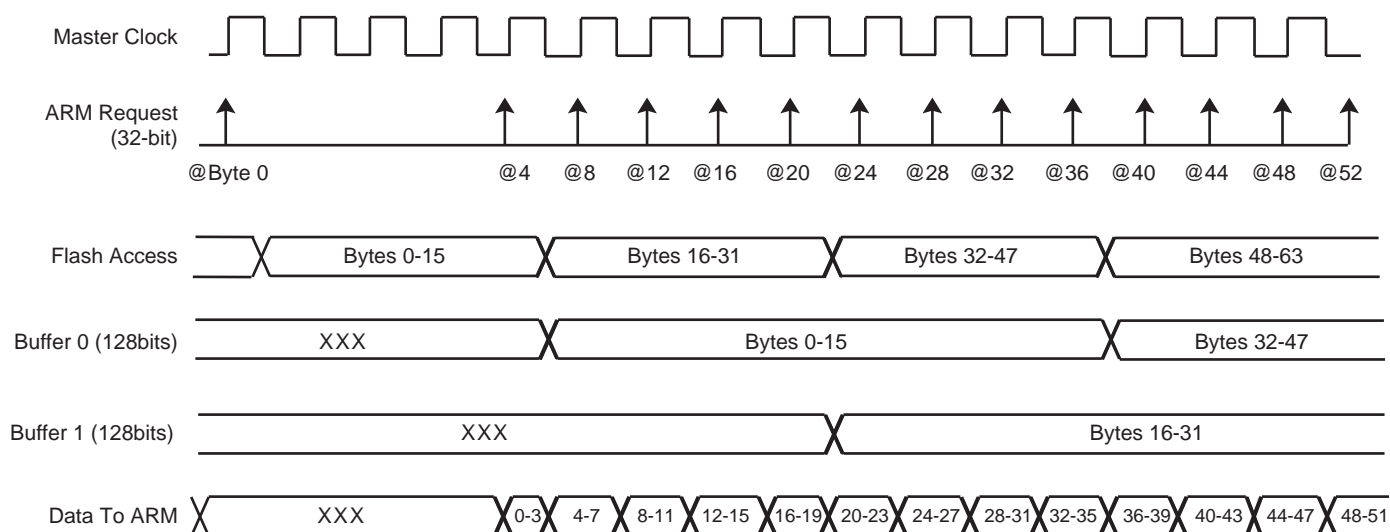 Master Clock
ARM Request
(32-bit)
@Byte 0 @4 @8 @12 @16 @20 @24 @28 @32 @36 @40 @44 @48 @52
Flash Access Bytes 0-15 Bytes 16-31 Bytes 32-47 Bytes 48-63
Buffer 0 (128bits) XXX Bytes 0-15 Bytes 32-47
Buffer 1 (128bits) XXX Bytes 16-31
Data To ARM XXX 0-3 4-7 8-11 12-15 16-19 20-23 24-27 28-31 32-35 36-39 40-43 44-47 48-51